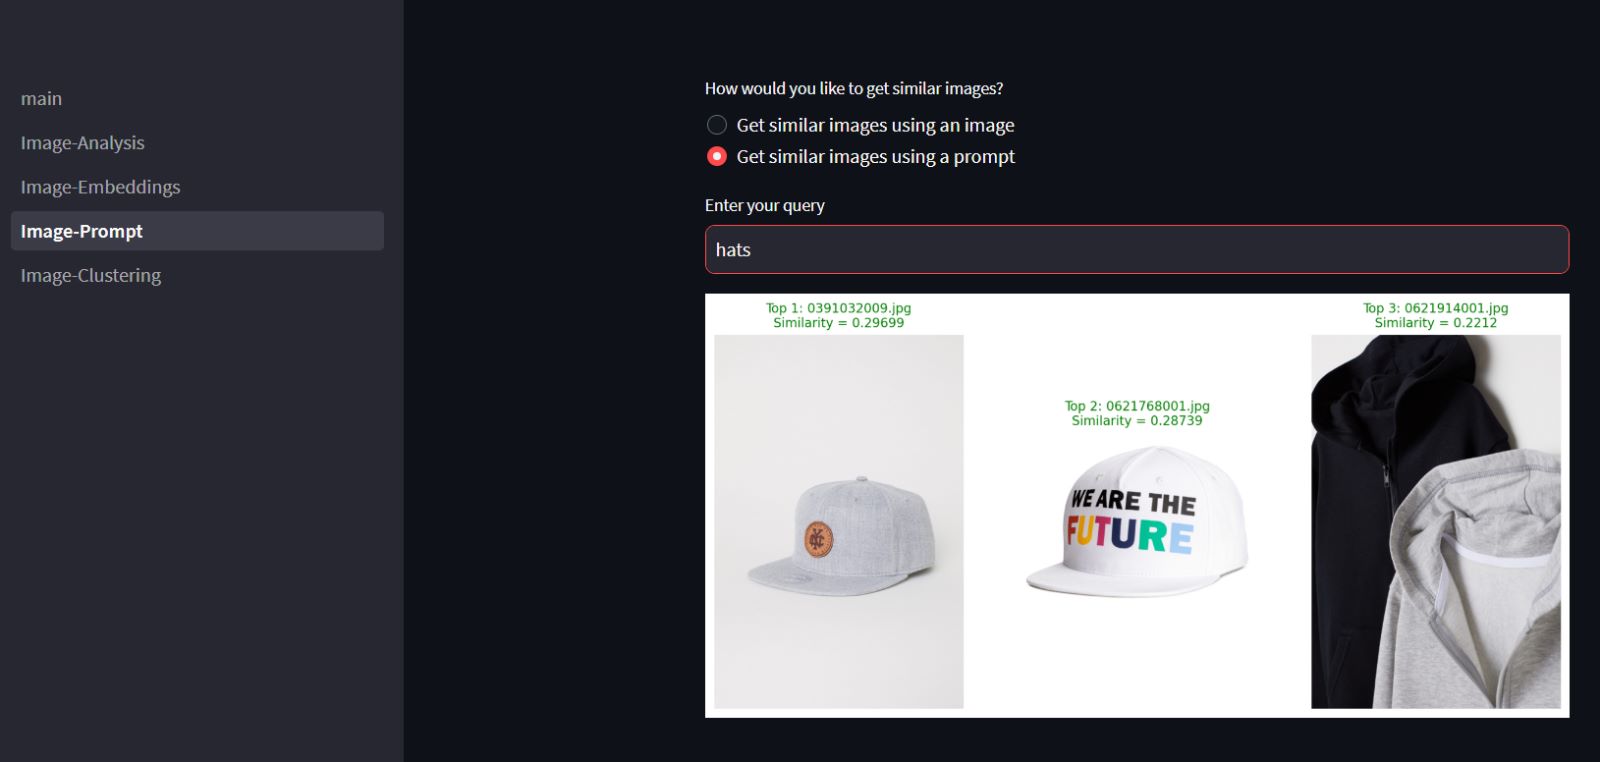 main
Image-Analysis
Image-Embeddings
Image-Prompt
Image-Clustering
How would you like to get similar images?
Get similar images using an image
Get similar images using a prompt
Enter your query
hats
Top 1: 0391032009.jpg
Similarity = 0.29699
Top 2: 0621768001.jpg
Similarity = 0.28739
WE ARE THE
FUTURE
Top 3: 0621914001.jpg
Similarity = 0.2212